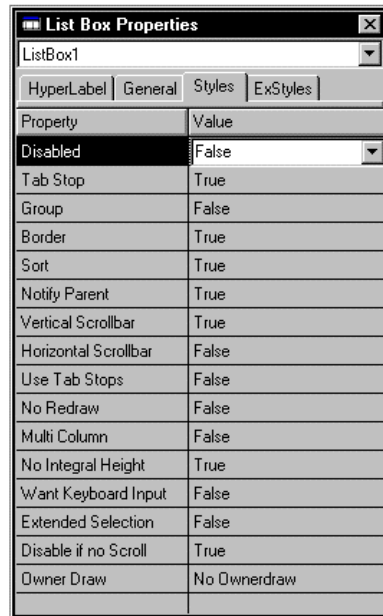 List Box Properties
ListBox1
HyperLabel General Styles ExStyles
Property Value
Disabled False
Tab Stop True
Group False
Border True
Sort True
Notify Parent True
Vertical Scrollbar True
Horizontal Scrollbar False
Use Tab Stops False
No Redraw False
Multi Column False
No Integral Height True
Want Keyboard Input False
Extended Selection False
Disable if no Scroll True
Owner Draw No Ownerdraw